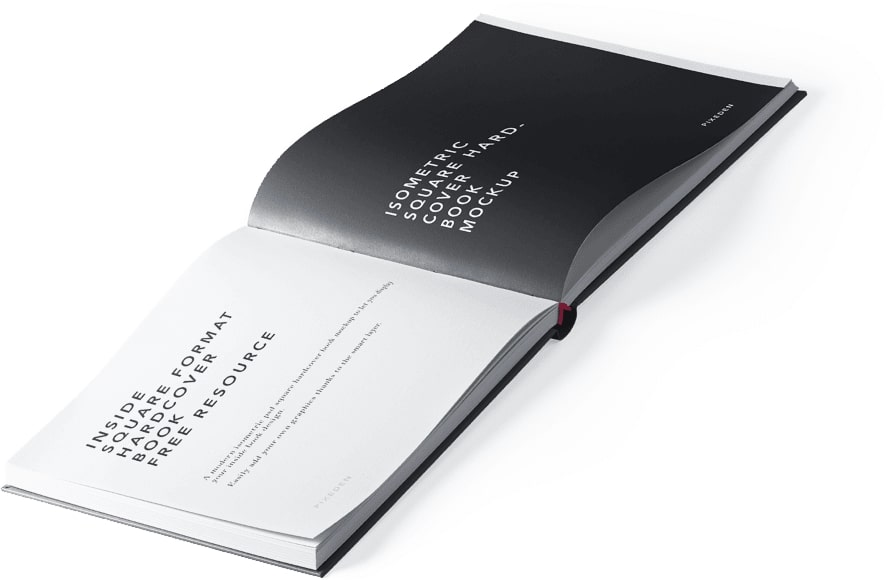 INSIDE
SQUARE FORMAT
HARDCOVER
BOOK
FREE RESOURCE
A modern isometric psd square hardcover book mockup to let you display
your inside book design.
Easily add your own graphics thanks to the smart layer.
PIXEDEN
ISOMETRIC
SQUARE HARD-
COVER
BOOK
MOCKUP
PIXEDEN